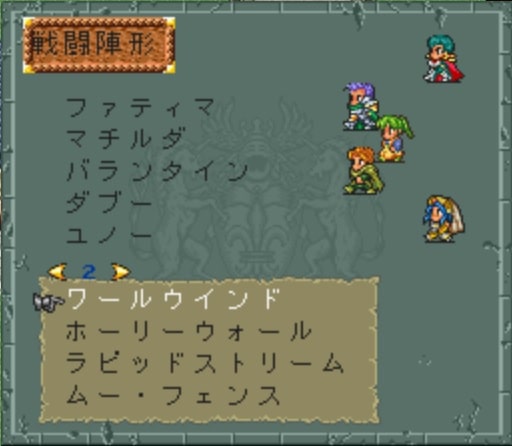 戦闘陣形
ファティマ
マチルダ
バランタイン
ダブー
ユノー
2
ワールウインド
ホーリーウォール
ラピッドストリーム
ムー・フェンス